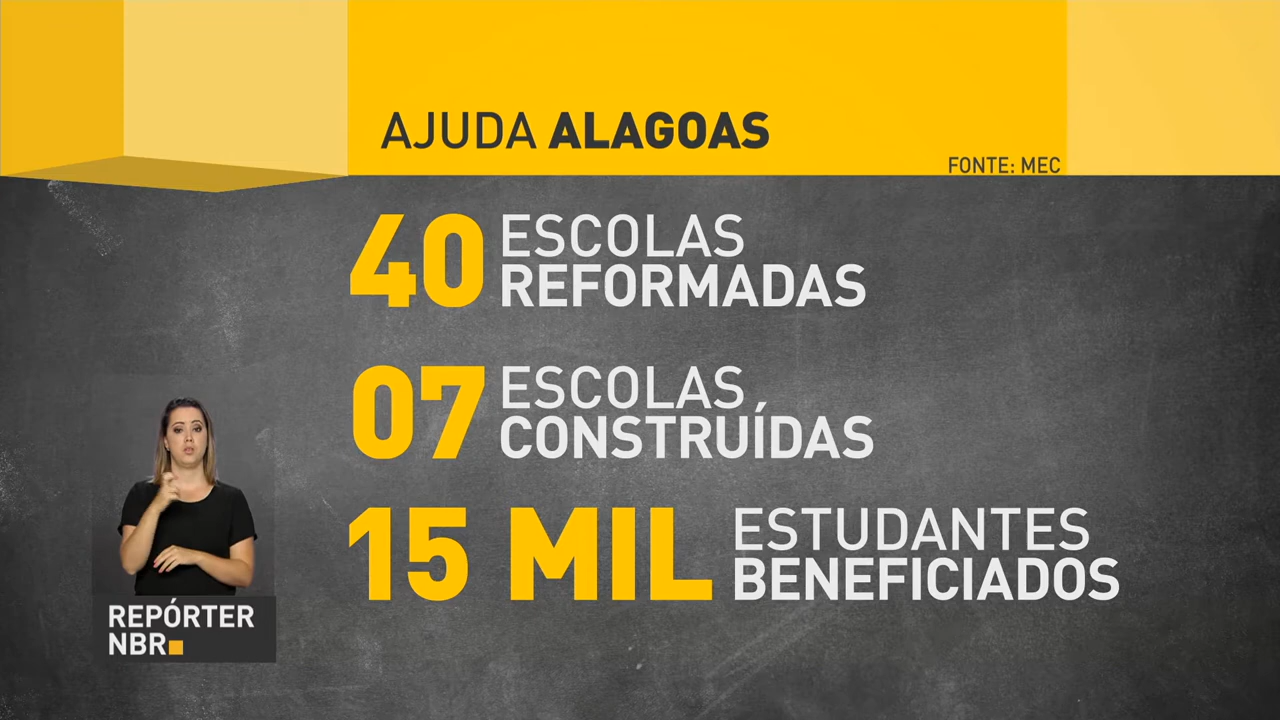 AJUDA ALAGOAS
FONTE: MEC
40 ESCOLAS
REFORMADAS
07 ESCOLAS
CONSTRUÍDAS
15 MIL ESTUDANTES
BENEFICIADOS
REPÓRTER
NBR